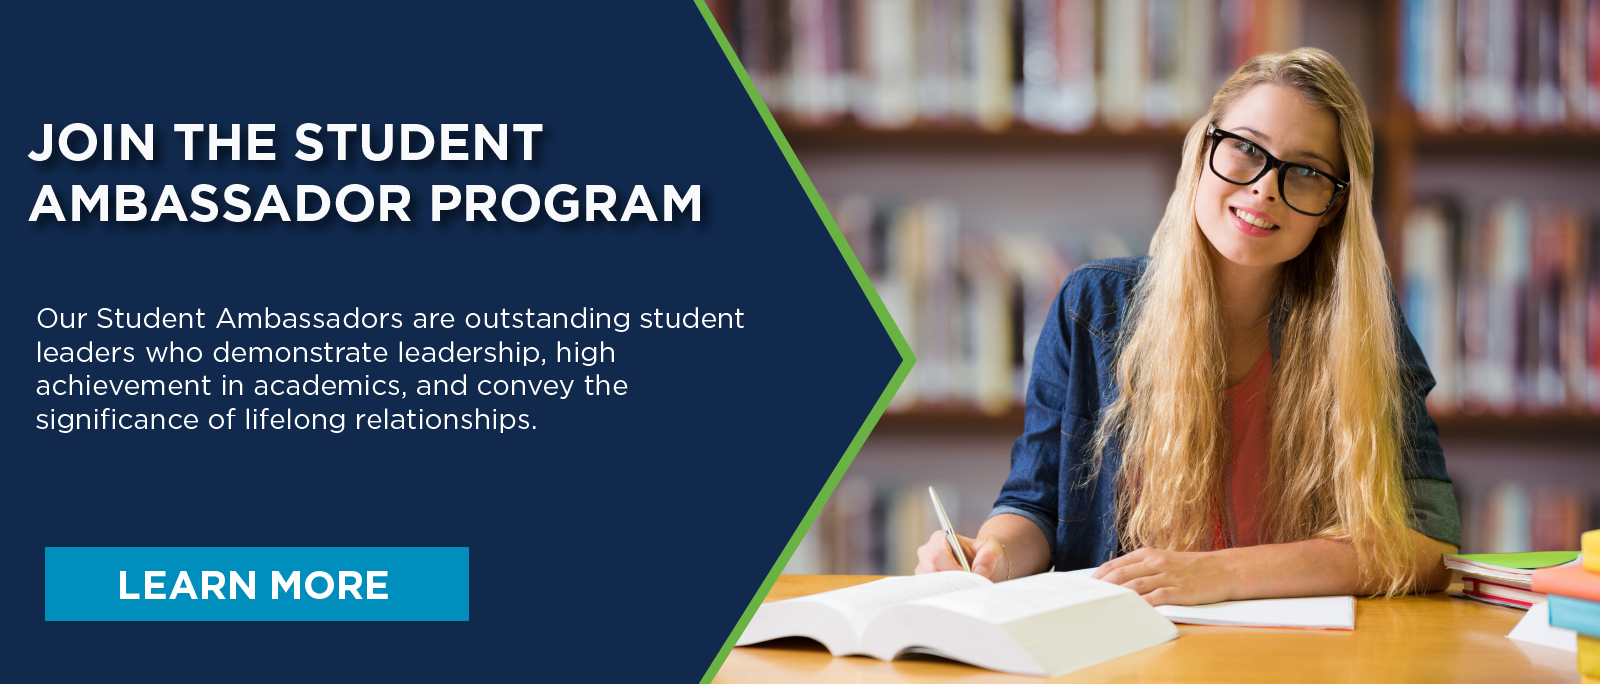 JOIN THE STUDENT
AMBASSADOR PROGRAM
Our Student Ambassadors are outstanding student
leaders who demonstrate leadership, high
achievement in academics, and convey the
significance of lifelong relationships.
LEARN MORE